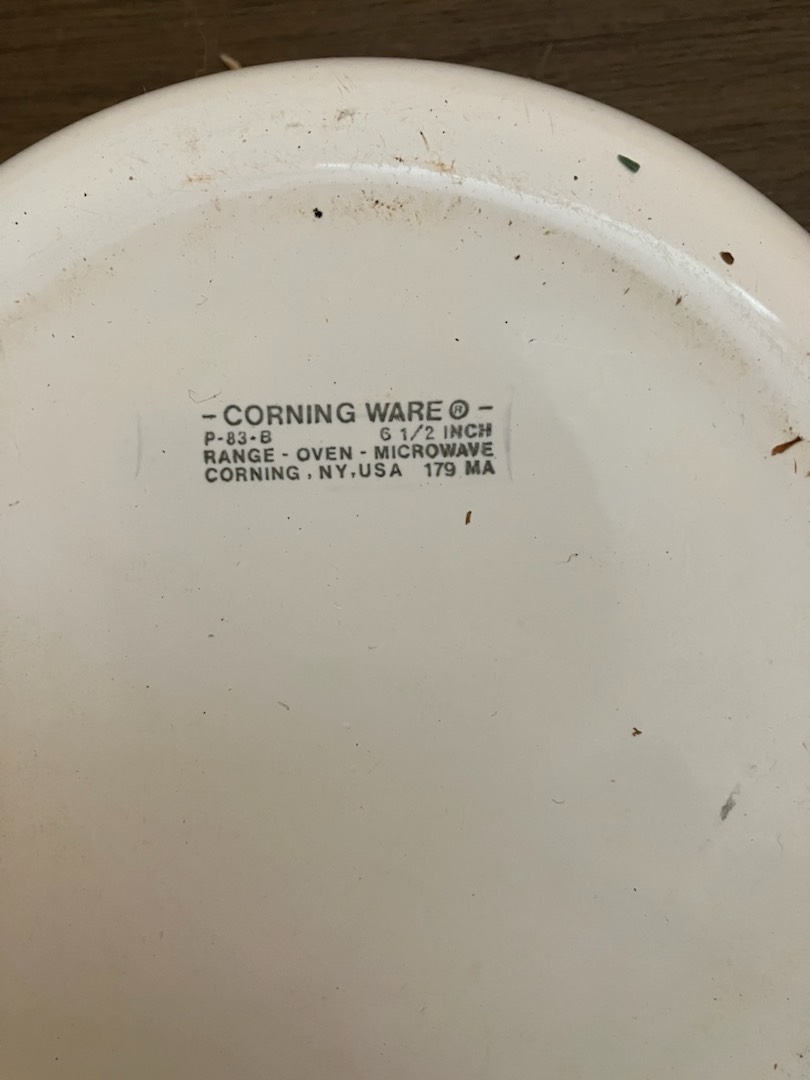 - CORNING WARE® -
P-83-B 6 1/2 INCH
RANGE - OVEN - MICROWAVE
CORNING, NY, USA 179 MA